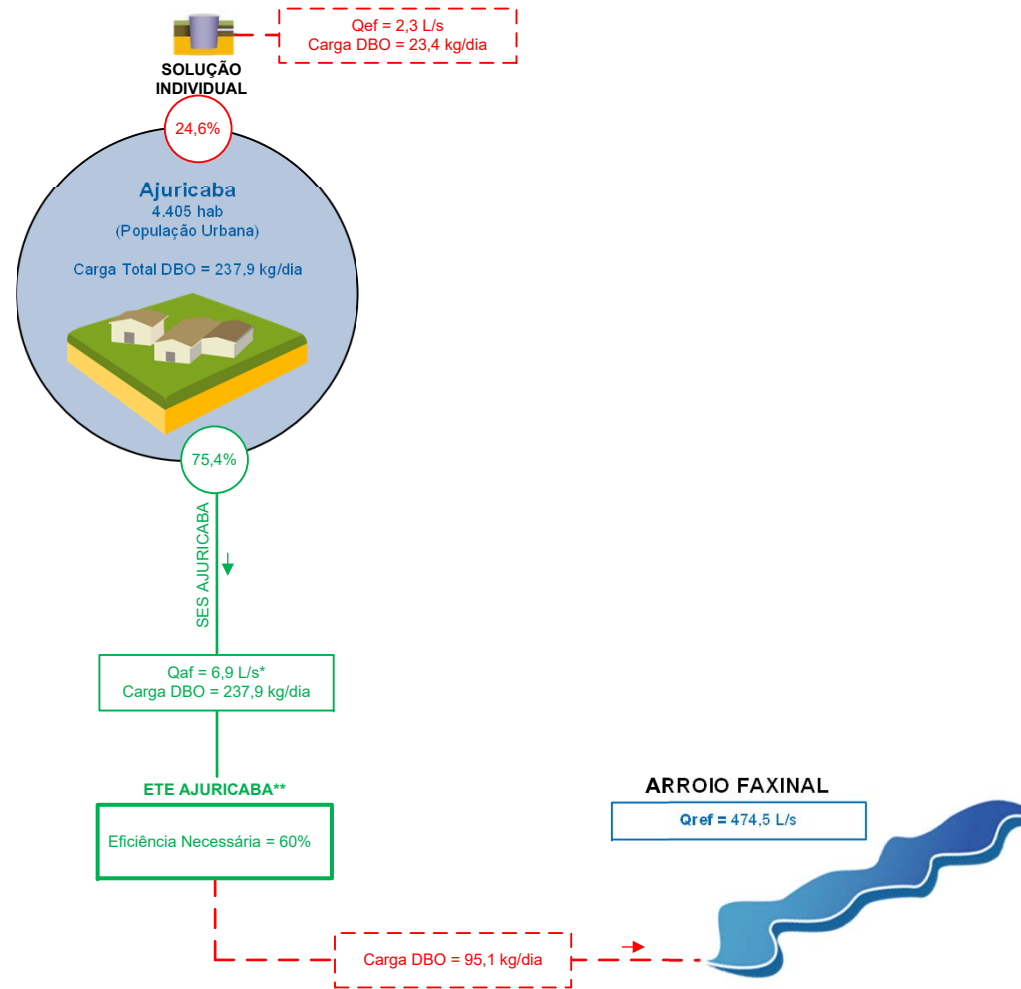 Qef = 2,3 L/s
Carga DBO = 23,4 kg/dia
SOLUÇÃO
INDIVIDUAL
24,6%
Ajuricaba
4.405 hab
(População Urbana)
Carga Total DBO = 237,9 kg/dia
75,4%
SES AJURICABA
Qaf = 6,9 L/s*
Carga DBO = 237,9 kg/dia
ETE AJURICABA**
Eficiência Necessária = 60%
ARROIO FAXINAL
Qref = 474,5 L/s
Carga DBO = 95,1 kg/dia